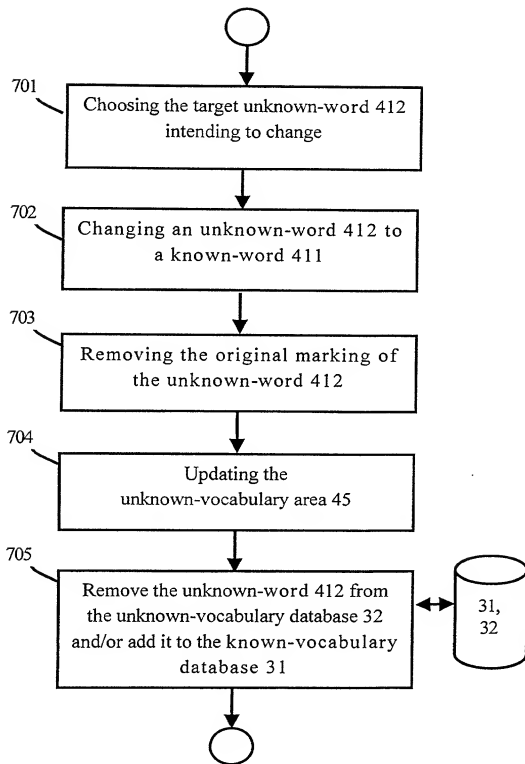 701
Choosing the target unknown-word 412
intending to change
702
Changing an unknown-word 412 to
a known-word 411
703
Removing the original marking of
the unknown-word 412
704
Updating the
unknown-vocabulary area 45
705
Remove the unknown-word 412 from
the unknown-vocabulary database 32
and/or add it to the known-vocabulary
database 31
31,
32